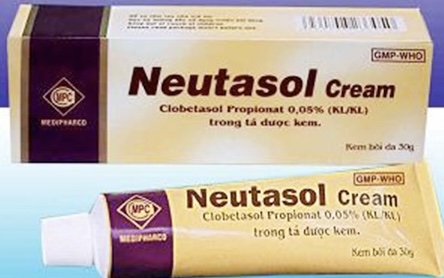 GMP-WHO
Neutasol Cream
MPC
Clobetasol Propionat 0,05% (KL/KL)
MEDIPHARCO
trong tá dược kem.
Kem bôi da 30g
GMP-WHO
Neutasol Cream
MPC
Clobetasol Propionat 0,05% (KL/KL)
MEDIPHARCO
trong tá dược kem.
Kem bôi da 30g